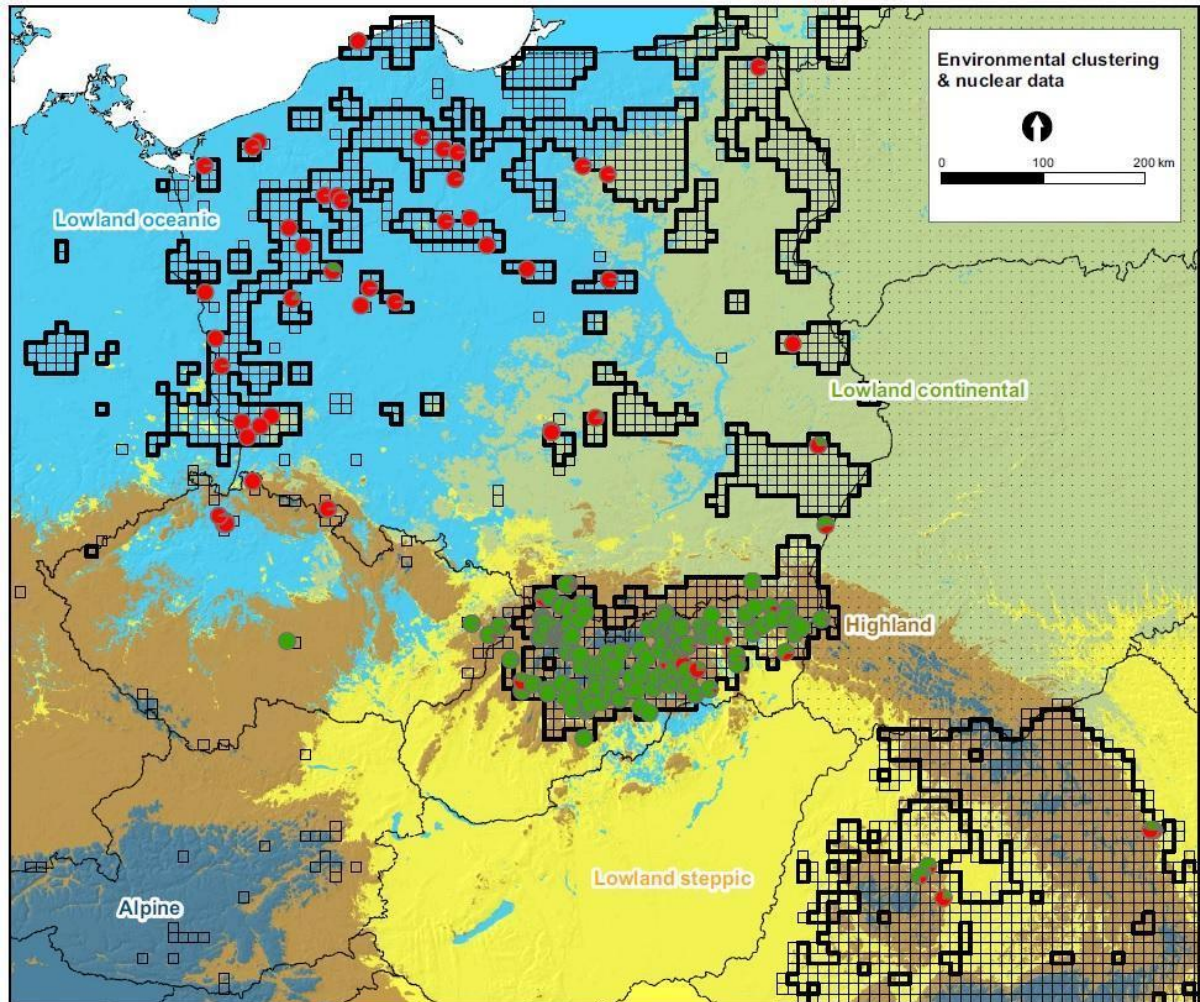 Environmental clustering
& nuclear data
0 100 200 km
Lowland oceanic
Lowland continental
Highland
Lowland steppic
Alpine